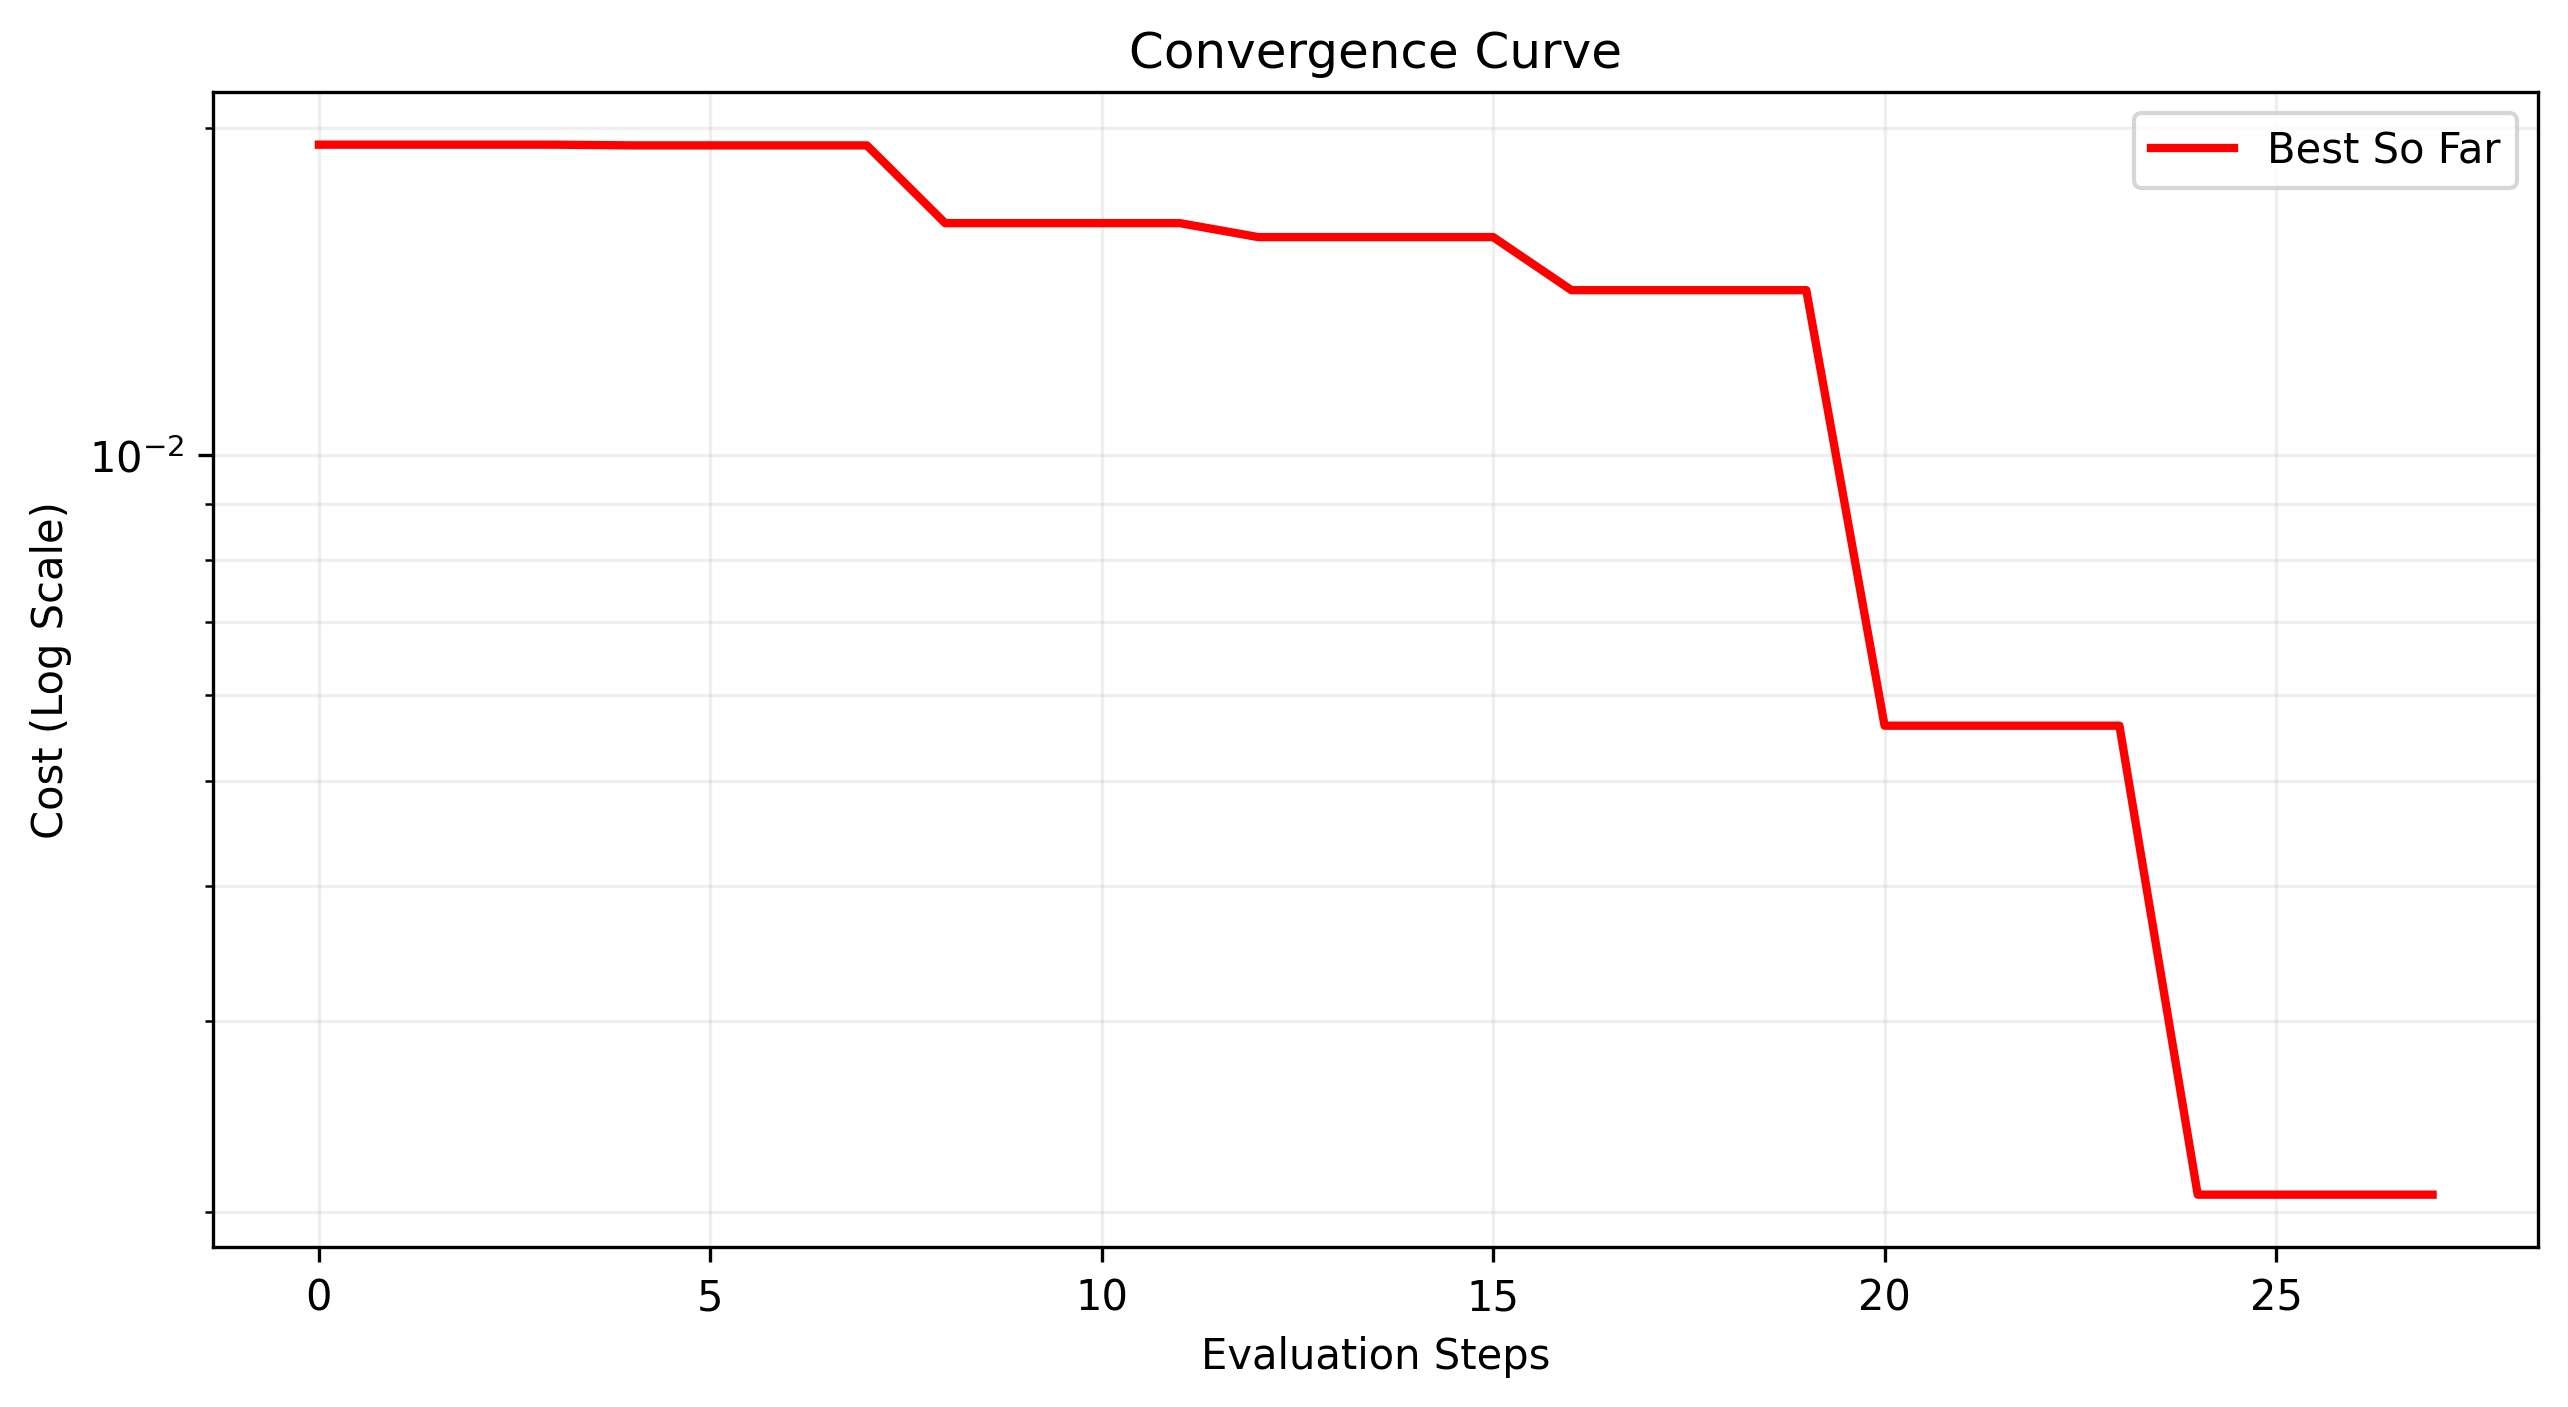 Convergence Curve
Best So Far
10⁻²
Cost (Log Scale)
0 5 10 15 20 25
Evaluation Steps